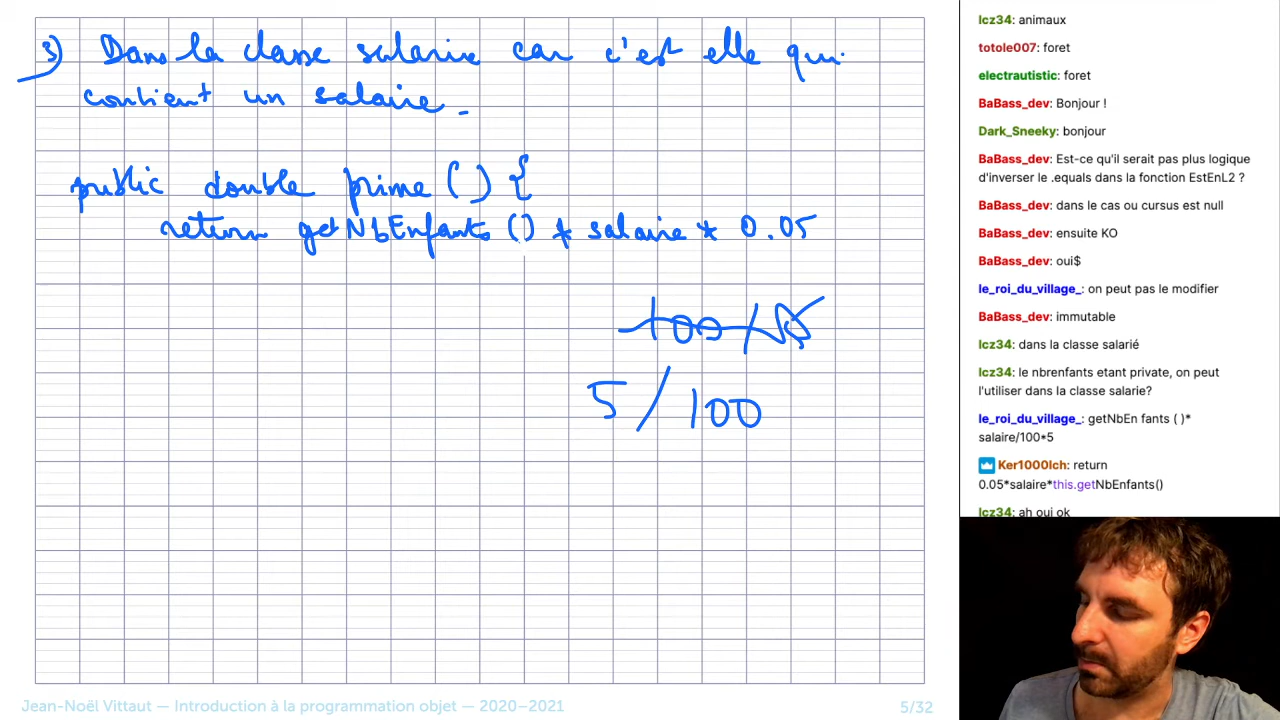 3) Dans la classe salarie car c'est elle qui
contient un salaire.
public double prime () {
return getNbEnfants () * salaire * 0.05
5 / 100
Jean-Noël Vittaut — Introduction à la programmation objet — 2020–2021
5/32
lcz34: animaux
totole007: foret
electrautistic: foret
BaBass_dev: Bonjour !
Dark_Sneeky: bonjour
BaBass_dev: Est-ce qu'il serait pas plus logique
d'inverser le .equals dans la fonction EstEnL2 ?
BaBass_dev: dans le cas ou cursus est null
BaBass_dev: ensuite KO
BaBass_dev: oui$
le_roi_du_village_: on peut pas le modifier
BaBass_dev: immutable
lcz34: dans la classe salarié
lcz34: le nbrenfants etant private, on peut
l'utiliser dans la classe salarie?
le_roi_du_village_: getNbEn fants ( )*
salaire/100*5
Ker1000lch: return
0.05*salaire*this.getNbEnfants()
lcz34: ah oui ok